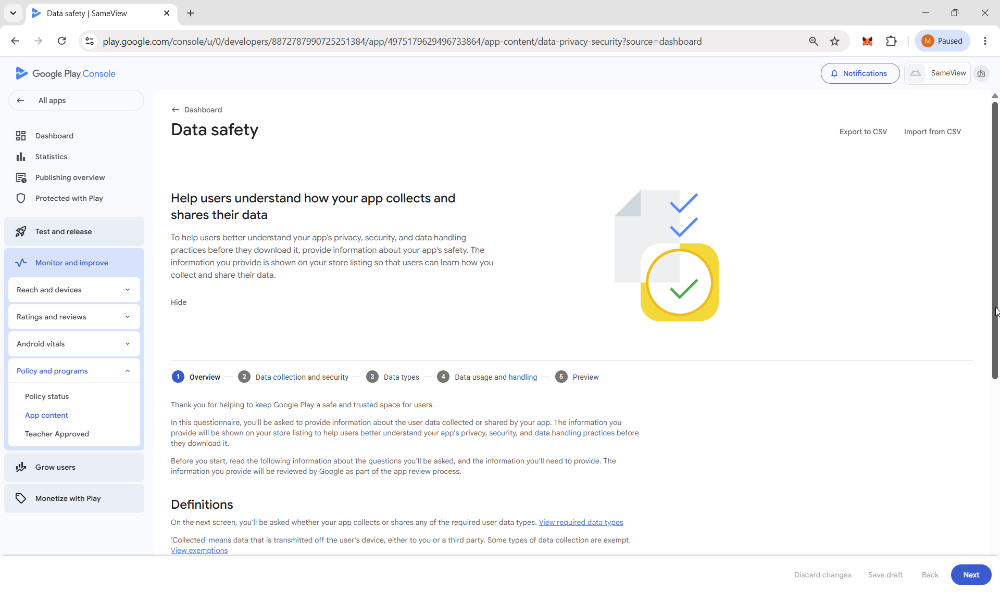 Data safety | SameView
play.google.com/console/u/0/developers/8872787990725251384/app/4975179629496733864/app-content/data-privacy-security?source=dashboard
M
Paused
Google Play Console
Notifications
SameView
All apps
Dashboard
Statistics
Publishing overview
Protected with Play
Test and release
Monitor and improve
Reach and devices
Ratings and reviews
Android vitals
Policy and programs
Policy status
App content
Teacher Approved
Grow users
Monetize with Play
Dashboard
Data safety
Export to CSV
Import from CSV
Help users understand how your app collects and
shares their data
To help users better understand your app's privacy, security, and data handling
practices before they download it, provide information about your app's safety. The
information you provide is shown on your store listing so that users can learn how you
collect and share their data.
Hide
1 Overview
2 Data collection and security
3 Data types
4 Data usage and handling
5 Preview
Thank you for helping to keep Google Play a safe and trusted space for users.
In this questionnaire, you'll be asked to provide information about the user data collected or shared by your app. The information you
provide will be shown on your store listing to help users better understand your app's privacy, security, and data handling practices before
they download it.
Before you start, read the following information about the questions you'll be asked, and the information you'll need to provide. The
information you provide will be reviewed by Google as part of the app review process.
Definitions
On the next screen, you'll be asked whether your app collects or shares any of the required user data types. View required data types
'Collected' means data that is transmitted off the user's device, either to you or a third party. Some types of data collection are exempt.
View exemptions
Discard changes
Save draft
Back
Next